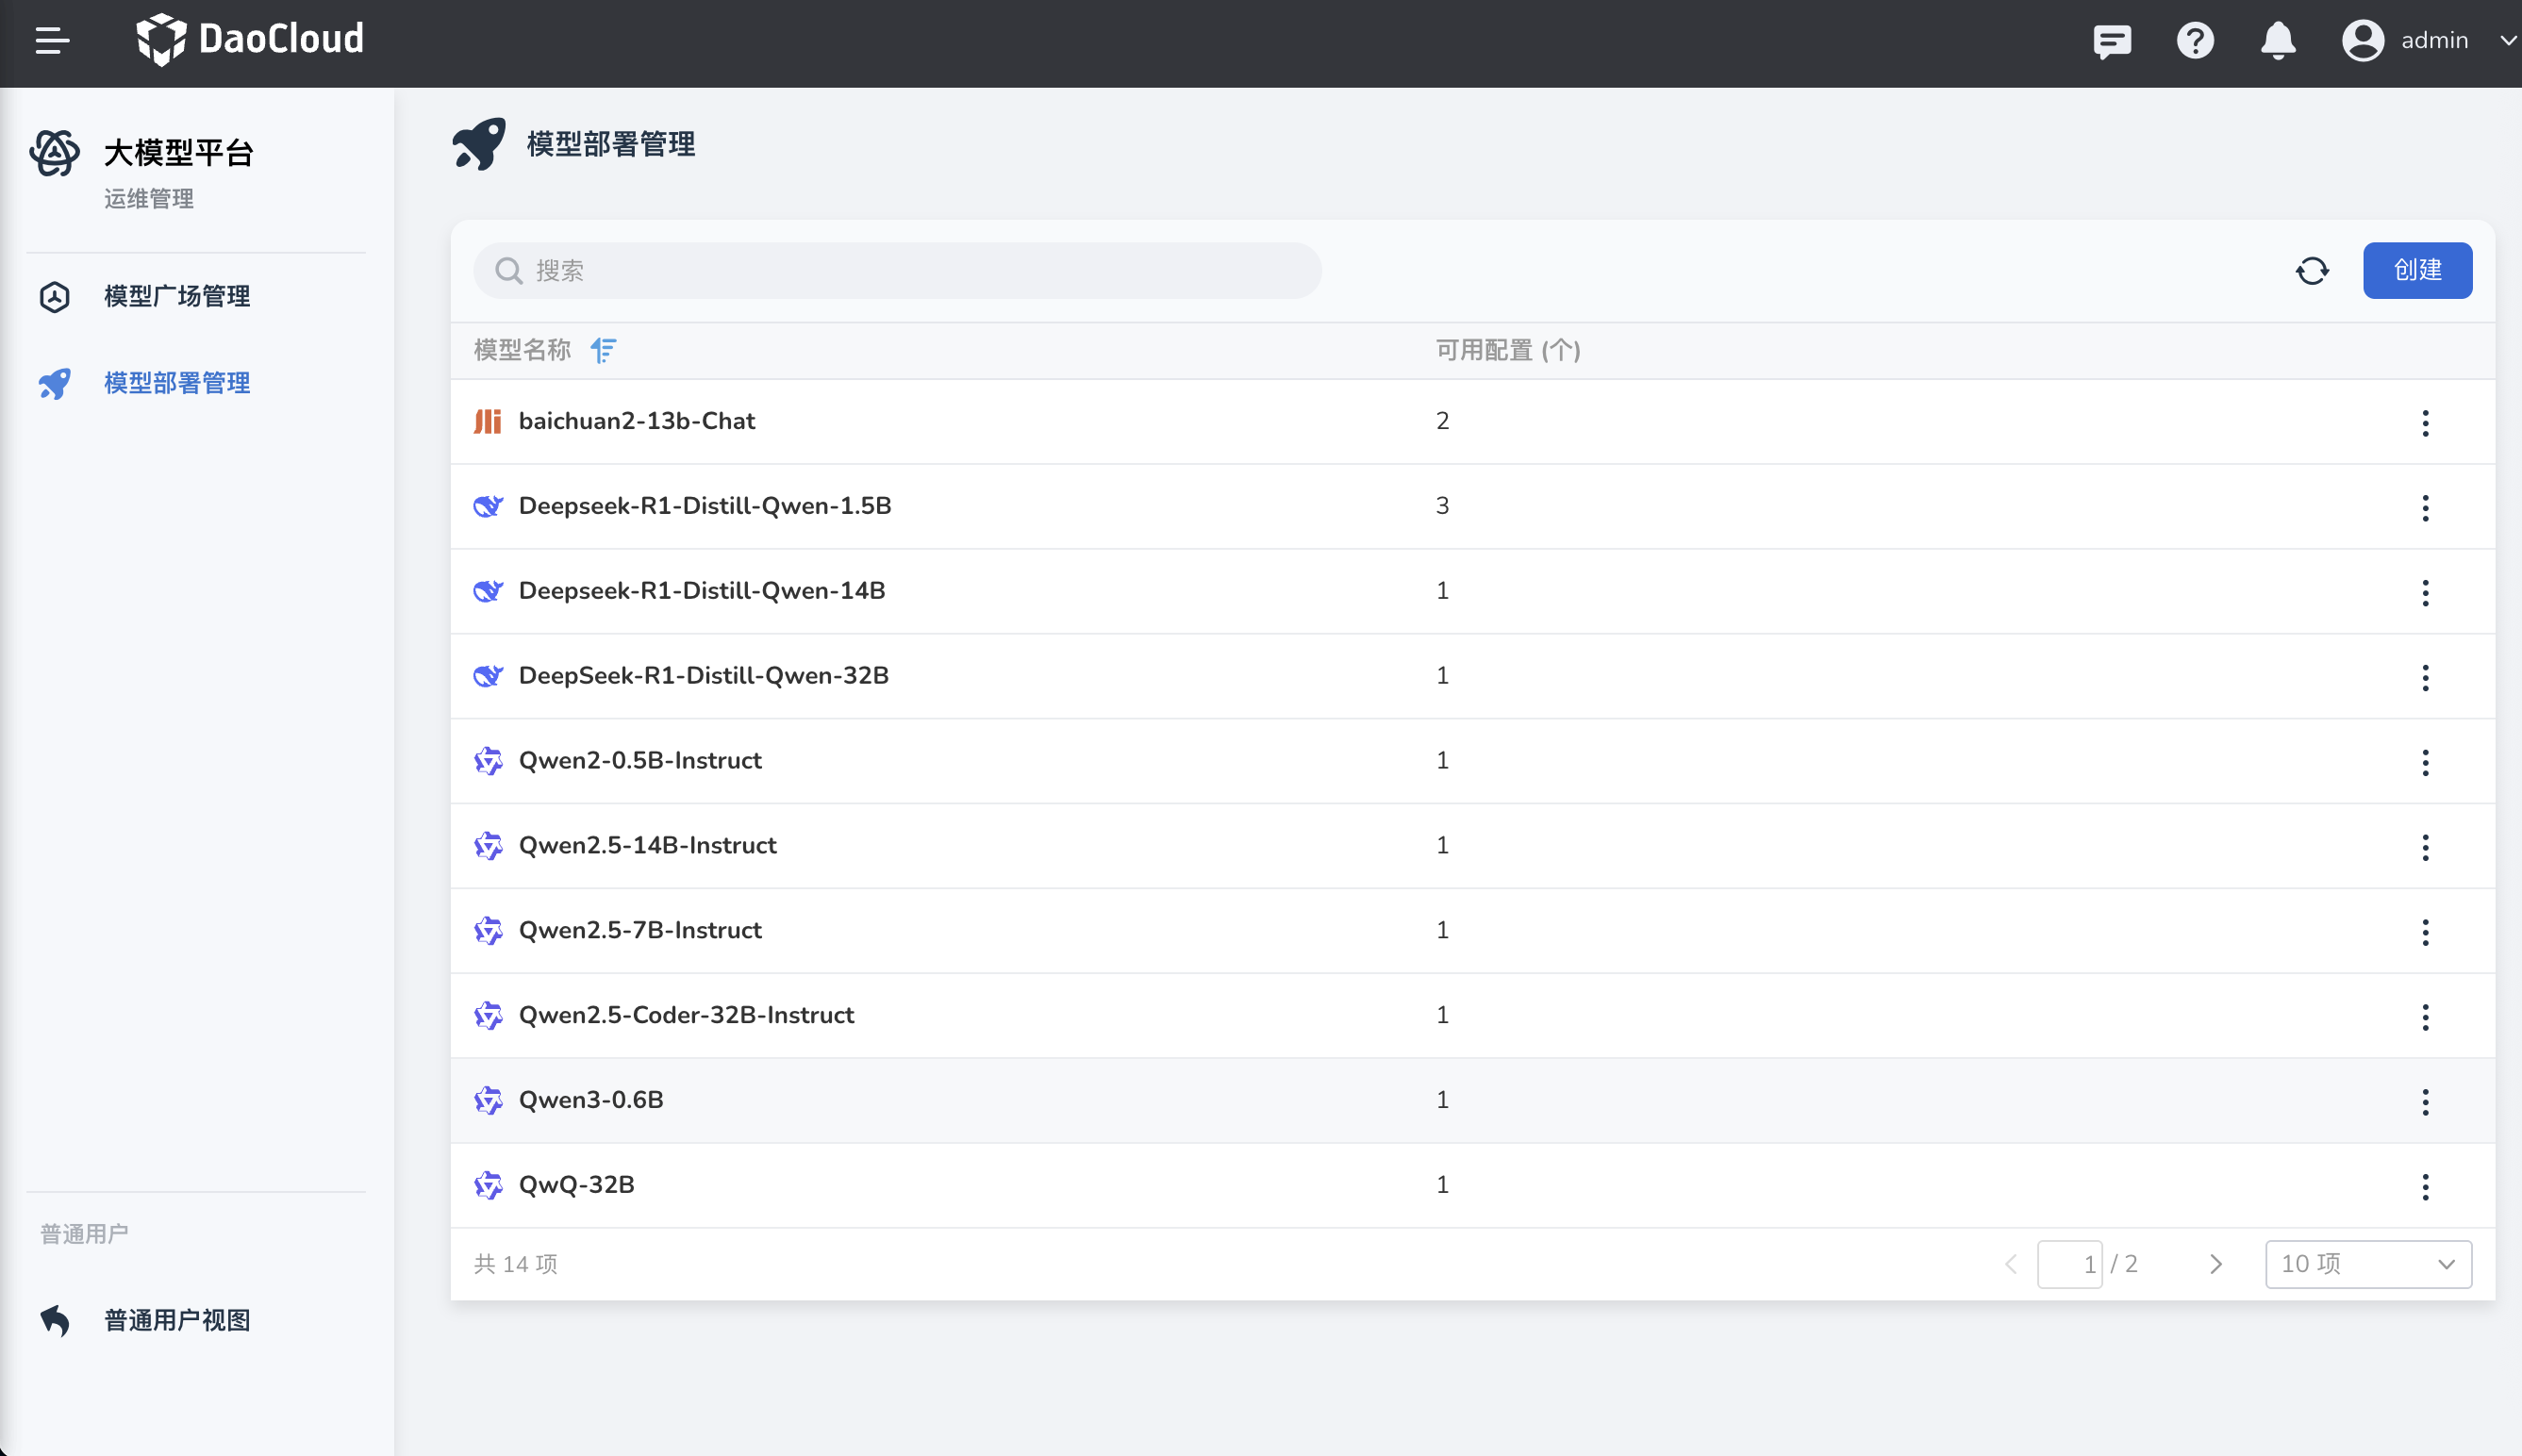 DaoCloud
admin
大模型平台
运维管理
模型广场管理
模型部署管理
普通用户
普通用户视图
模型部署管理
搜索
创建
模型名称 可用配置 (个)
baichuan2-13b-Chat 2
Deepseek-R1-Distill-Qwen-1.5B 3
Deepseek-R1-Distill-Qwen-14B 1
DeepSeek-R1-Distill-Qwen-32B 1
Qwen2-0.5B-Instruct 1
Qwen2.5-14B-Instruct 1
Qwen2.5-7B-Instruct 1
Qwen2.5-Coder-32B-Instruct 1
Qwen3-0.6B 1
QwQ-32B 1
共 14 项 1 / 2 10 项